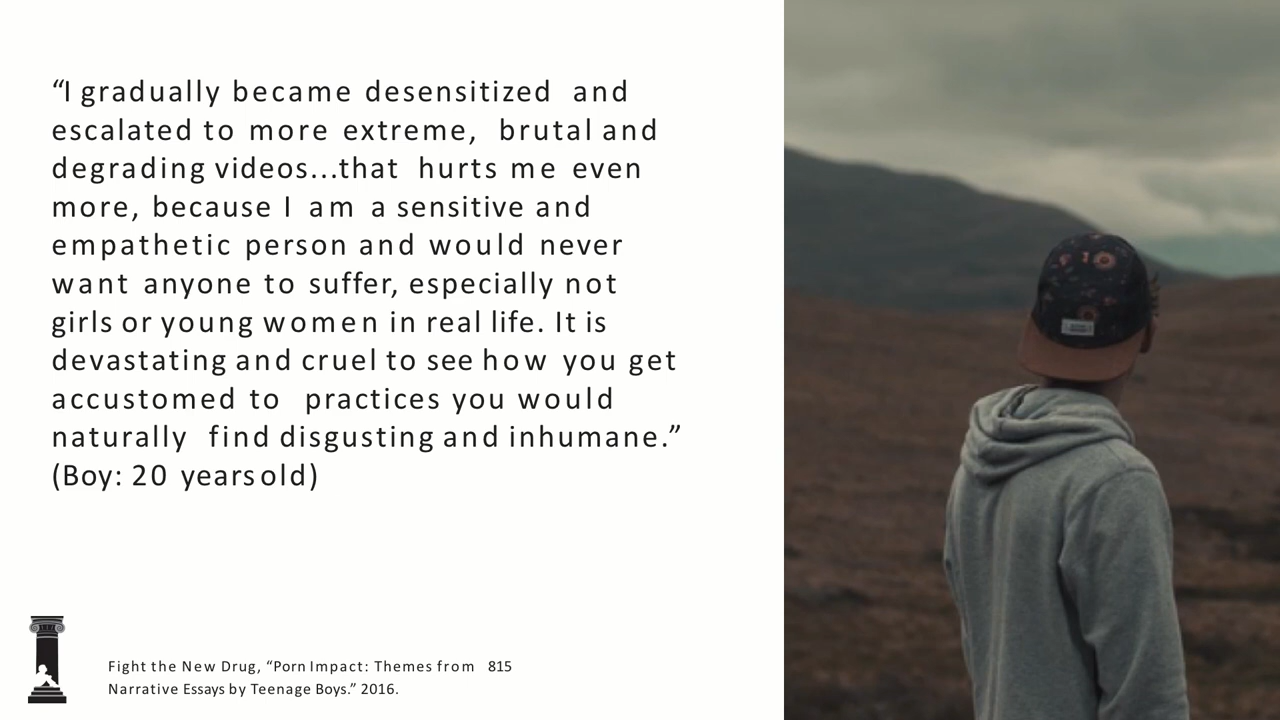 “I gradually became desensitized and
escalated to more extreme, brutal and
degrading videos...that hurts me even
more, because I am a sensitive and
empathetic person and would never
want anyone to suffer, especially not
girls or young women in real life. It is
devastating and cruel to see how you get
accustomed to practices you would
naturally find disgusting and inhumane.”
(Boy: 20 years old)
Fight the New Drug, “Porn Impact: Themes from 815
Narrative Essays by Teenage Boys.” 2016.